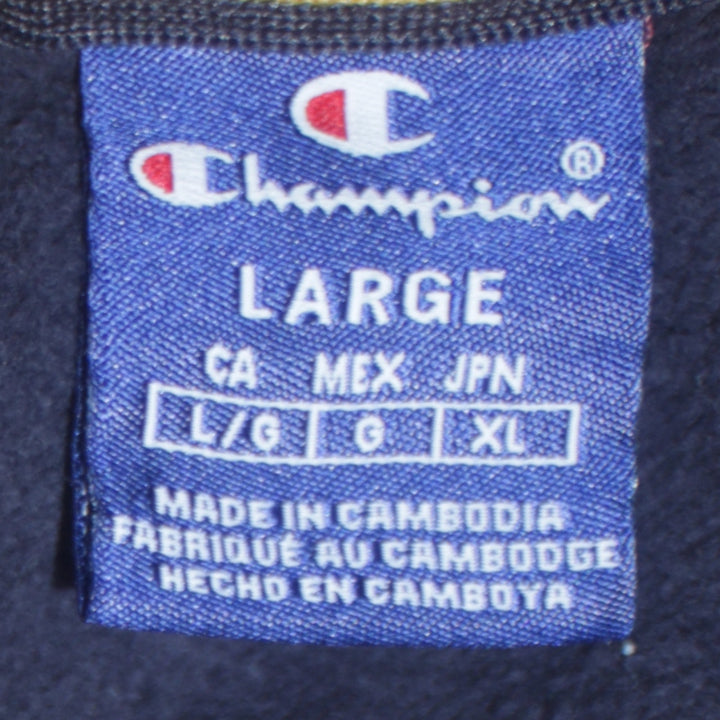 Champion®
LARGE
CA MEX JPN
L/G G XL
MADE IN CAMBODIA
FABRIQUÉ AU CAMBODGE
HECHO EN CAMBOYA